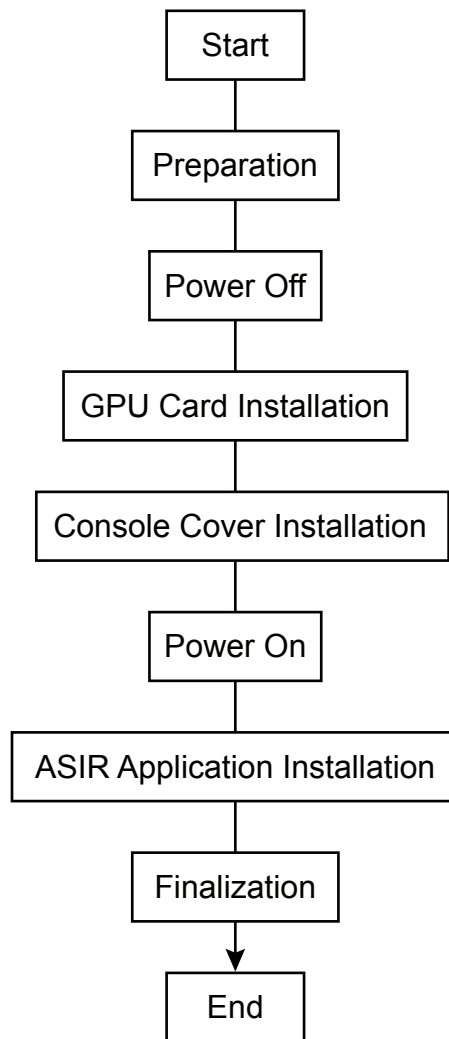 Start
Preparation
Power Off
GPU Card Installation
Console Cover Installation
Power On
ASIR Application Installation
Finalization
End